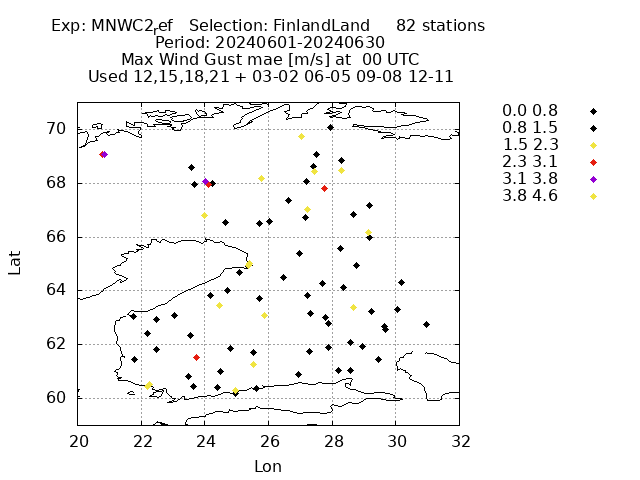 Exp: MNWC2ref   Selection: FinlandLand     82 stations
Period: 20240601-20240630
Max Wind Gust mae [m/s] at  00 UTC
Used 12,15,18,21 + 03-02 06-05 09-08 12-11
0.0 0.8
0.8 1.5
1.5 2.3
2.3 3.1
3.1 3.8
3.8 4.6
70
68
66
64
62
60
Lat
20 22 24 26 28 30 32
Lon